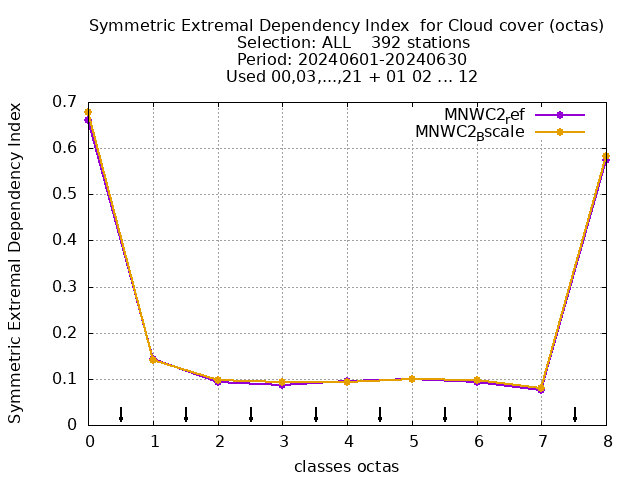 Symmetric Extremal Dependency Index for Cloud cover (octas)
Selection: ALL 392 stations
Period: 20240601-20240630
Used 00,03,...,21 + 01 02 ... 12
Symmetric Extremal Dependency Index
0.7
0.6
0.5
0.4
0.3
0.2
0.1
0
MNWC2ref
MNWC2Bscale
0 1 2 3 4 5 6 7 8
classes octas